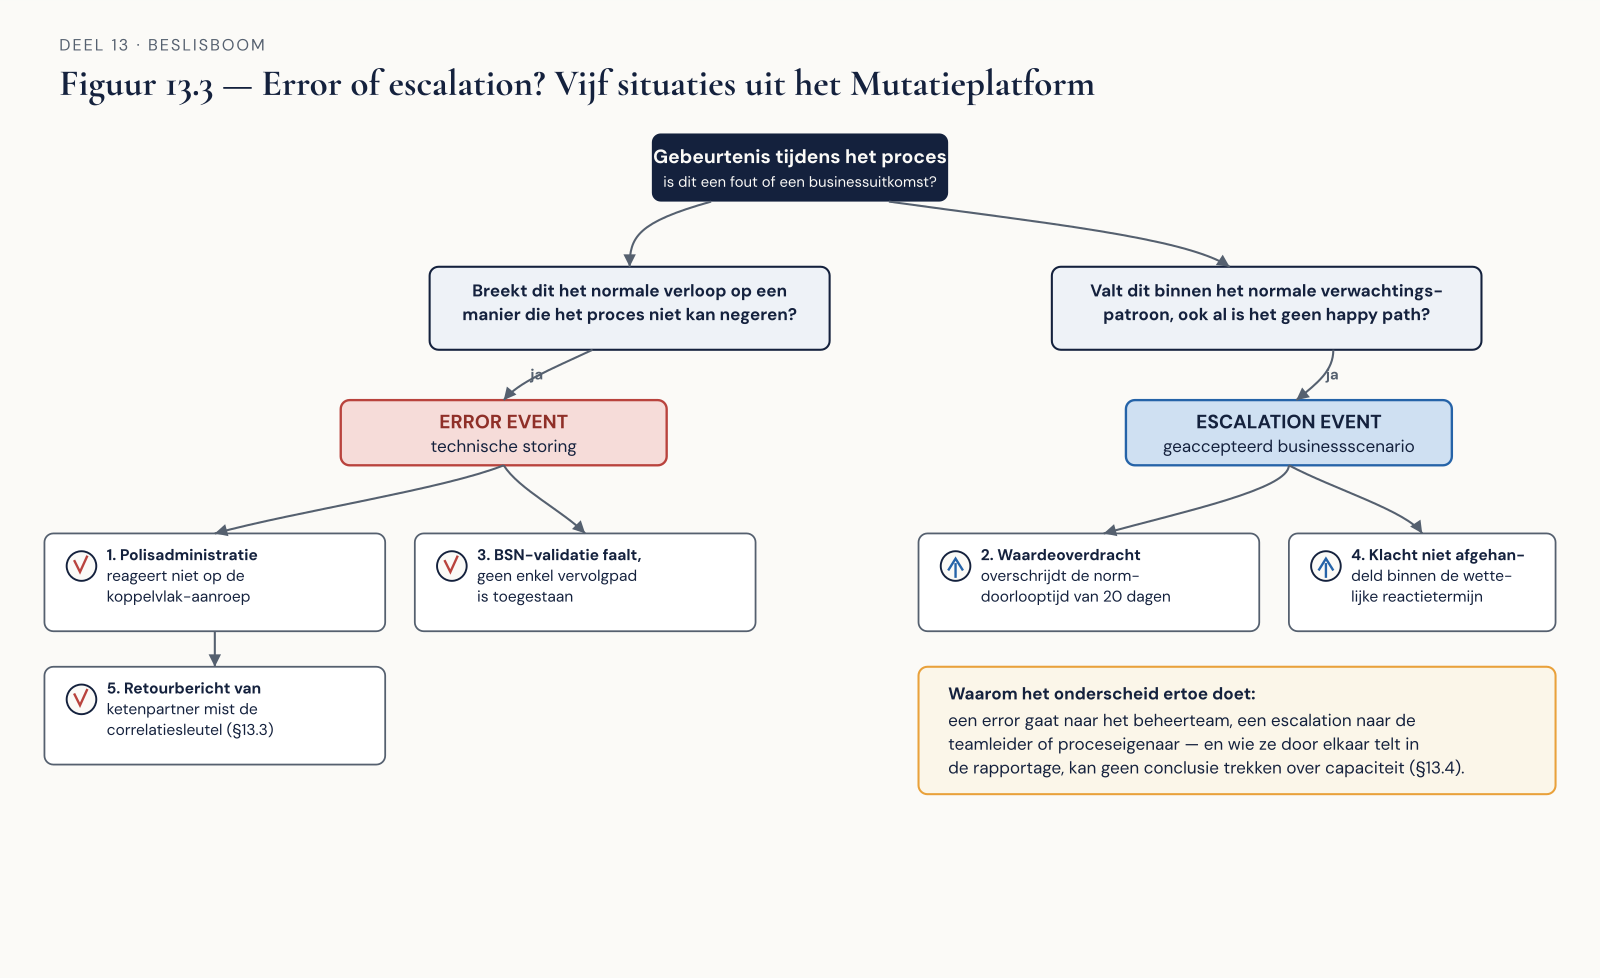 DEEL 13 · BESLISBOOM
Figuur 13.3 — Error of escalation? Vijf situaties uit het Mutatieplatform
Gebeurtenis tijdens het proces
is dit een fout of een businessuitkomst?
Breekt dit het normale verloop op een
manier die het proces niet kan negeren?
Valt dit binnen het normale verwachtings-
patroon, ook al is het geen happy path?
ja
ja
ERROR EVENT
technische storing
ESCALATION EVENT
geaccepteerd businessscenario
1. Polisadministratie
reageert niet op de
koppelvlak-aanroep
3. BSN-validatie faalt,
geen enkel vervolgpad
is toegestaan
2. Waardeoverdracht
overschrijdt de norm-
doorlooptijd van 20 dagen
4. Klacht niet afgehan-
deld binnen de wette-
lijke reactietermijn
5. Retourbericht van
ketenpartner mist de
correlatiesleutel (§13.3)
Waarom het onderscheid ertoe doet:
een error gaat naar het beheerteam, een escalation naar de
teamleider of proceseigenaar — en wie ze door elkaar telt in
de rapportage, kan geen conclusie trekken over capaciteit (§13.4).